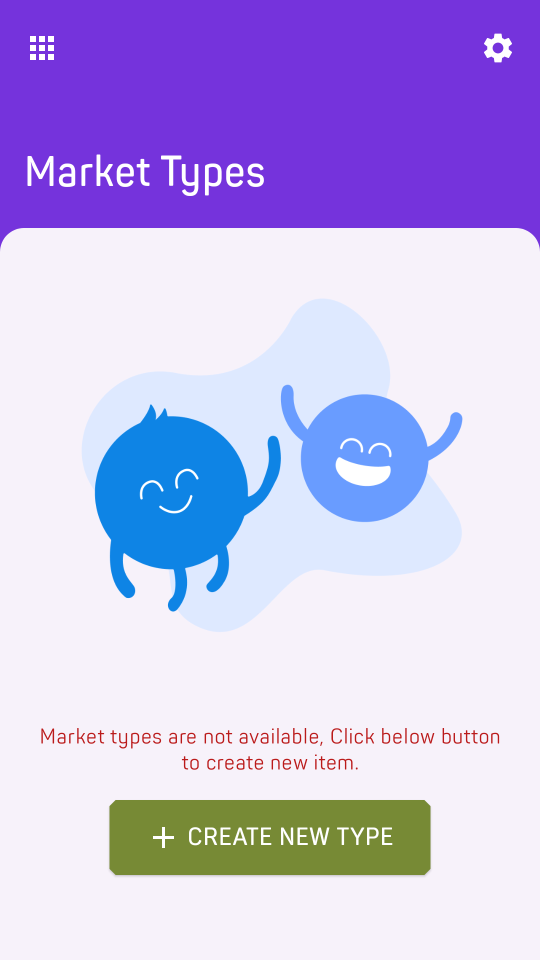 Market Types
Market types are not available, Click below button
to create new item.
CREATE NEW TYPE